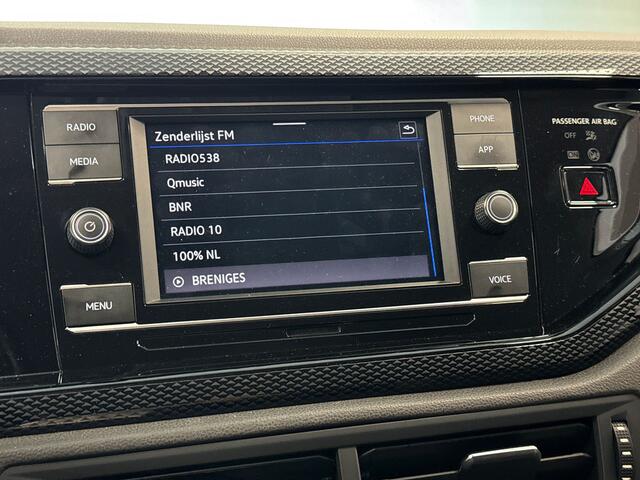 RADIO
MEDIA
MENU
Zenderlijst FM
RADIO538
Qmusic
BNR
RADIO 10
100% NL
BRENIGES
PHONE
APP
VOICE
PASSENGER AIR BAG
OFF